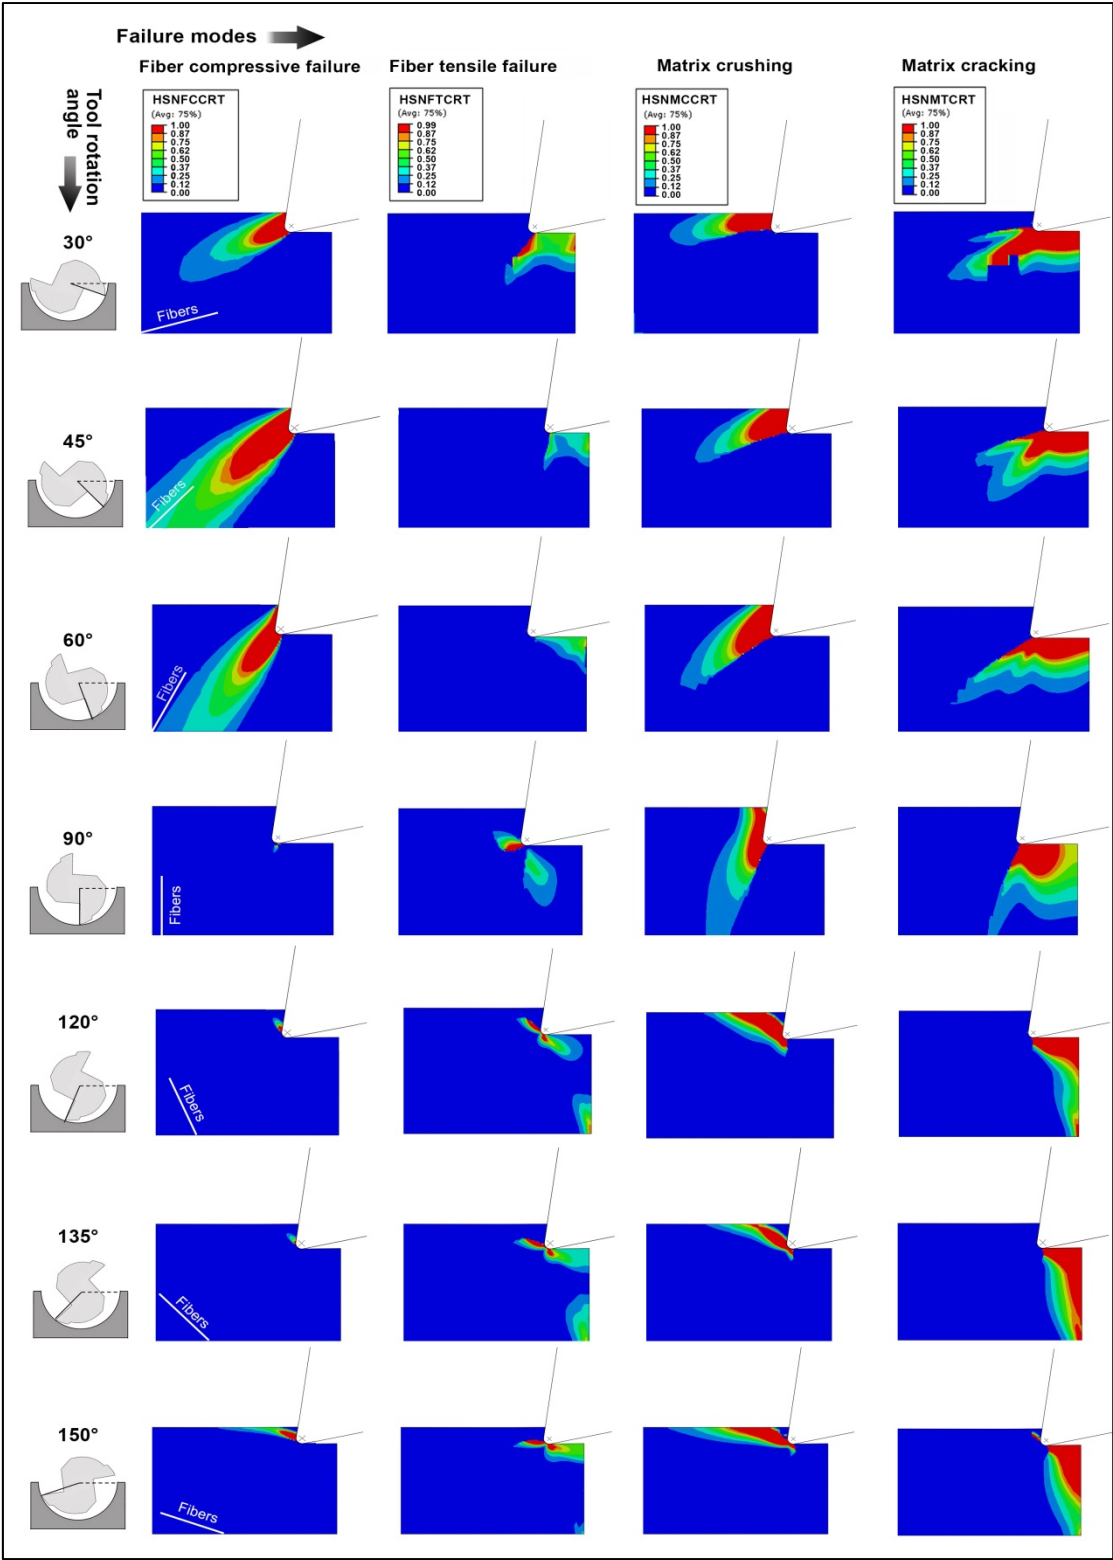 Failure modes
Fiber compressive failure
Fiber tensile failure
Matrix crushing
Matrix cracking
Tool rotation
angle
HSNFCCRT
(Avg: 75%)
1.00
0.87
0.75
0.62
0.50
0.37
0.25
0.12
0.00
HSNFTCRT
(Avg: 75%)
0.99
0.87
0.75
0.62
0.50
0.37
0.25
0.12
0.00
HSNMCCRT
(Avg: 75%)
1.00
0.87
0.75
0.62
0.50
0.37
0.25
0.12
0.00
HSNMTCRT
(Avg: 75%)
1.00
0.87
0.75
0.62
0.50
0.37
0.25
0.12
0.00
30°
Fibers
45°
Fibers
60°
Fibers
90°
Fibers
120°
Fibers
135°
Fibers
150°
Fibers